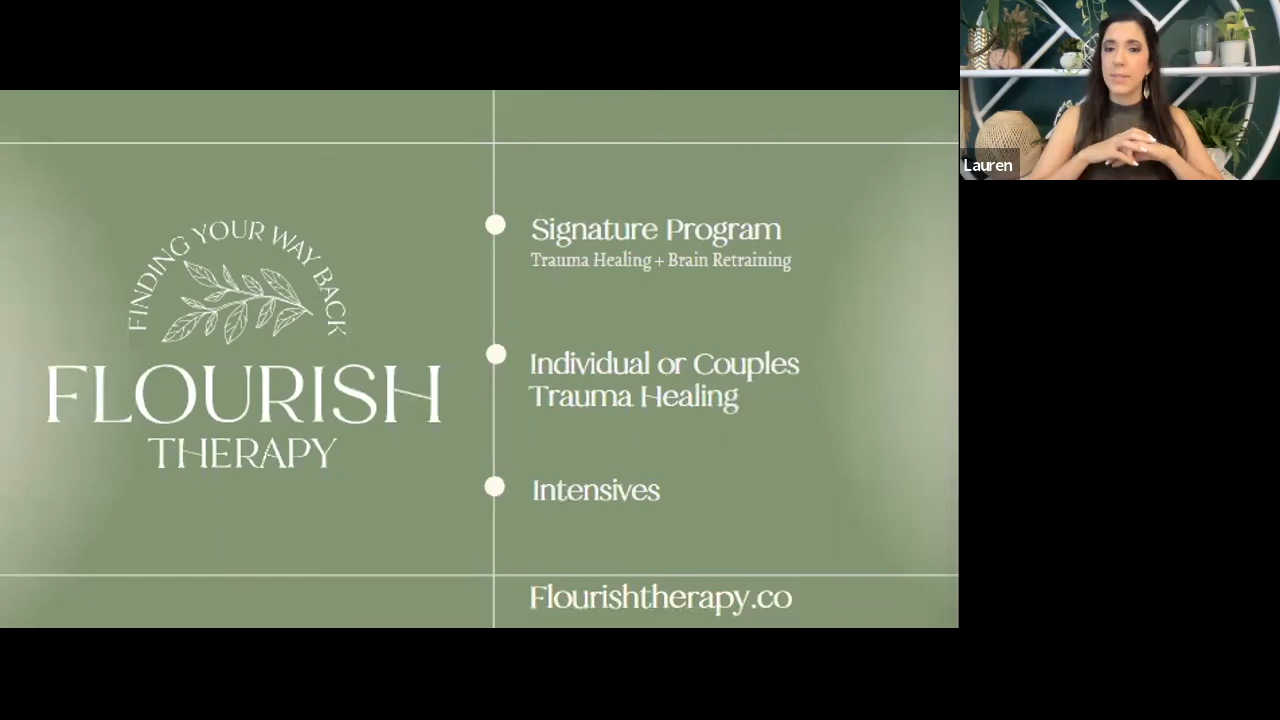 FINDING YOUR WAY BACK
FLOURISH
THERAPY
Signature Program
Trauma Healing + Brain Retraining
Individual or Couples
Trauma Healing
Intensives
Flourishtherapy.co
Lauren